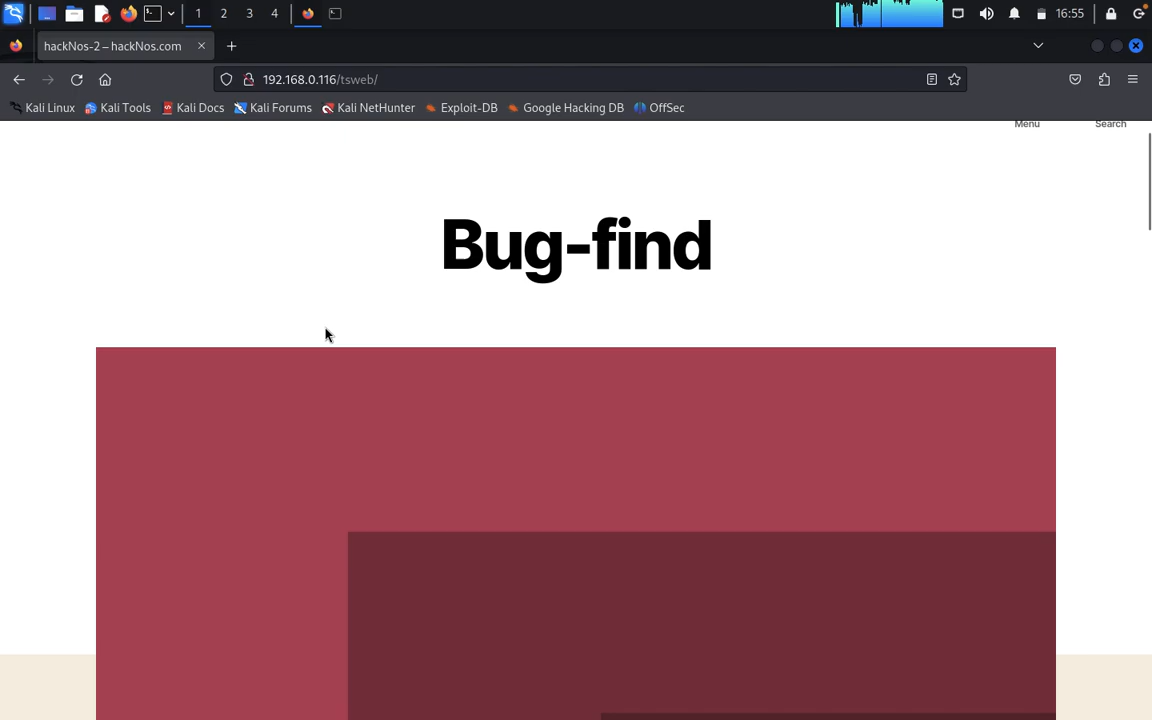 1 2 3 4 16:55
hackNos-2 – hackNos.com
192.168.0.116/tsweb/
Kali Linux Kali Tools Kali Docs Kali Forums Kali NetHunter Exploit-DB Google Hacking DB OffSec
Menu Search
Bug-find